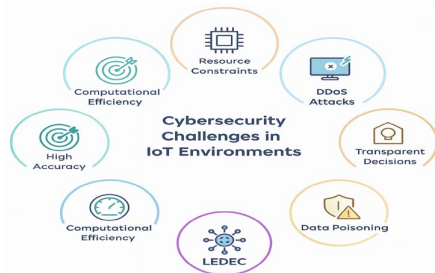 Resource
Constraints
Computational
Efficiency
DDoS
Attacks
Cybersecurity
Challenges in
IoT Environments
High
Accuracy
Transparent
Decisions
Computational
Efficiency
Data Poisoning
LEDEC